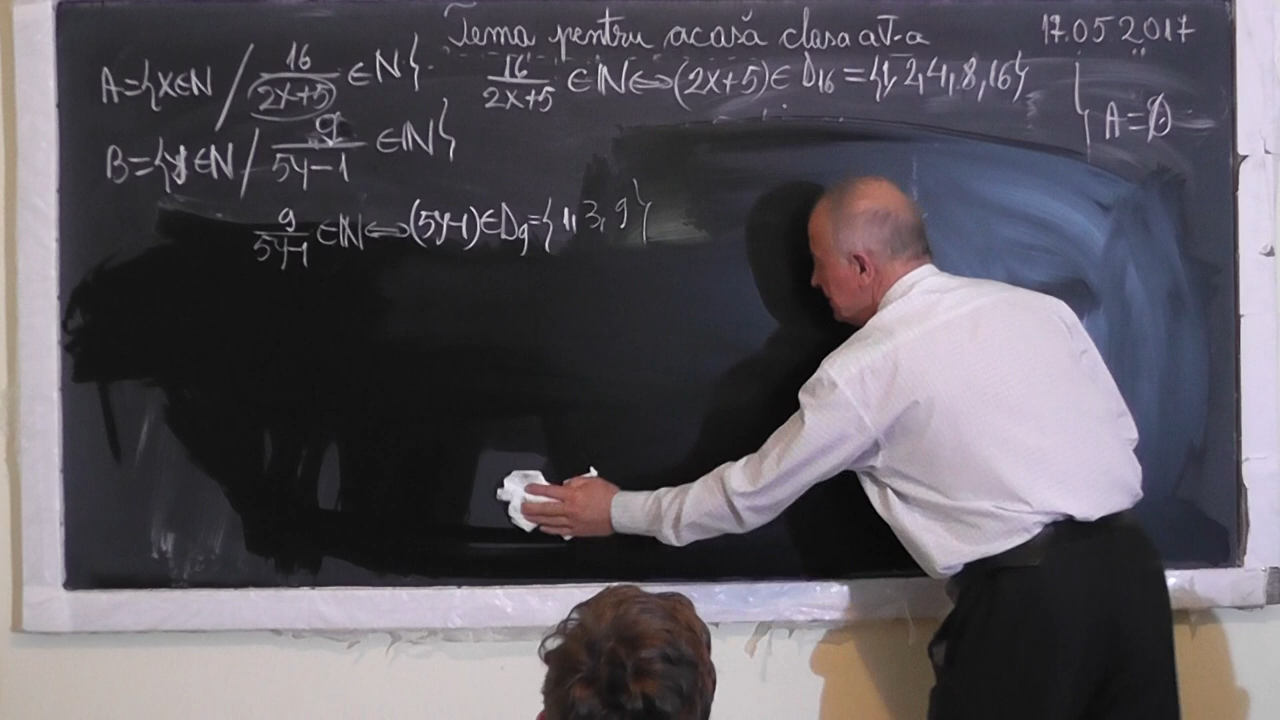 Tema pentru acasă clasa a V-a 17.05.2017
A={x∈N / 16/(2x+5) ∈N}. 16/2x+5 ∈ℕ⇔(2x+5)∈D₁₆={1,2,4,8,16} A=∅
B={y∈N / 9/5y-1 ∈ℕ}
9/5y-1 ∈ℕ⇔(5y-1)∈D₉={1,3,9}